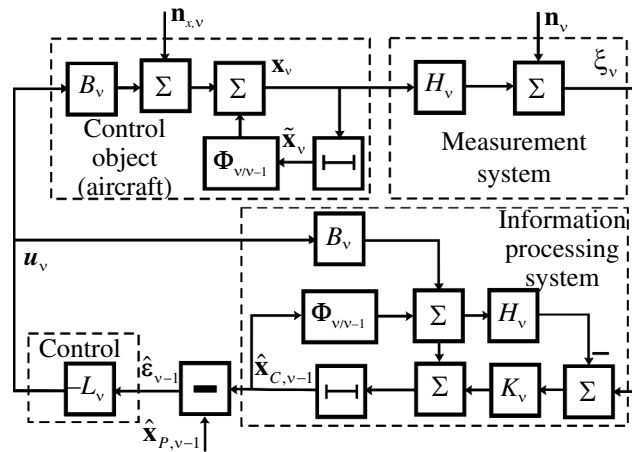 n_{x,ν}
n_ν
B_ν
Σ
Σ
x_ν
H_ν
Σ
ξ_ν
Control
object
(aircraft)
Φ_{ν/ν−1}
x̃_ν
Measurement
system
u_ν
B_ν
Information
processing
system
Φ_{ν/ν−1}
Σ
H_ν
−
Control
−L_ν
ε̂_{ν−1}
x̂_{C,ν−1}
Σ
K_ν
Σ
x̂_{P,ν−1}